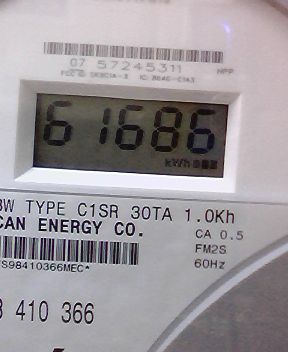 07 57245311
61686
kWh
3W TYPE C1SR 30TA 1.0Kh
CAN ENERGY CO.
CA 0.5
FM2S
60Hz
*S98410366MEC*
8 410 366